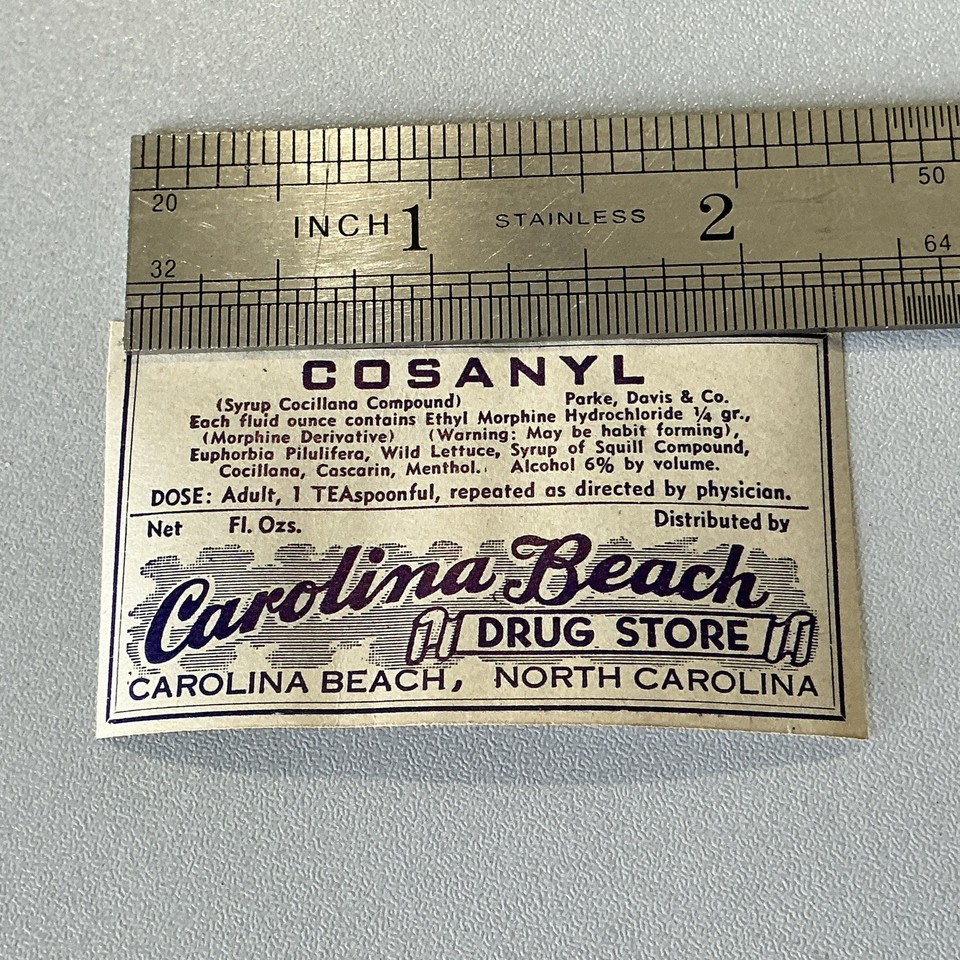 20 50
INCH 1 STAINLESS 2
32 64
COSANYL
(Syrup Cocillana Compound) Parke, Davis & Co.
Each fluid ounce contains Ethyl Morphine Hydrochloride ¼ gr.,
(Morphine Derivative) (Warning: May be habit forming),
Euphorbia Pilulifera, Wild Lettuce, Syrup of Squill Compound,
Cocillana, Cascarin, Menthol. Alcohol 6% by volume.
DOSE: Adult, 1 TEAspoonful, repeated as directed by physician.
Net Fl. Ozs. Distributed by
Carolina Beach
DRUG STORE
CAROLINA BEACH, NORTH CAROLINA